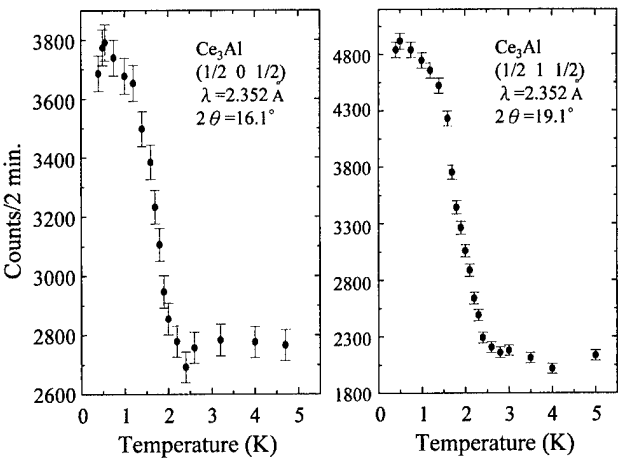 Counts/2 min.
3800
3600
3400
3200
3000
2800
2600
0
1
2
3
4
5
Temperature (K)
Ce₃Al
(1/2 0 1/2)
λ=2.352 Å
2θ=16.1°
4800
4300
3800
3300
2800
2300
1800
0
1
2
3
4
5
Temperature (K)
Ce₃Al
(1/2 1 1/2)
λ=2.352 Å
2θ=19.1°